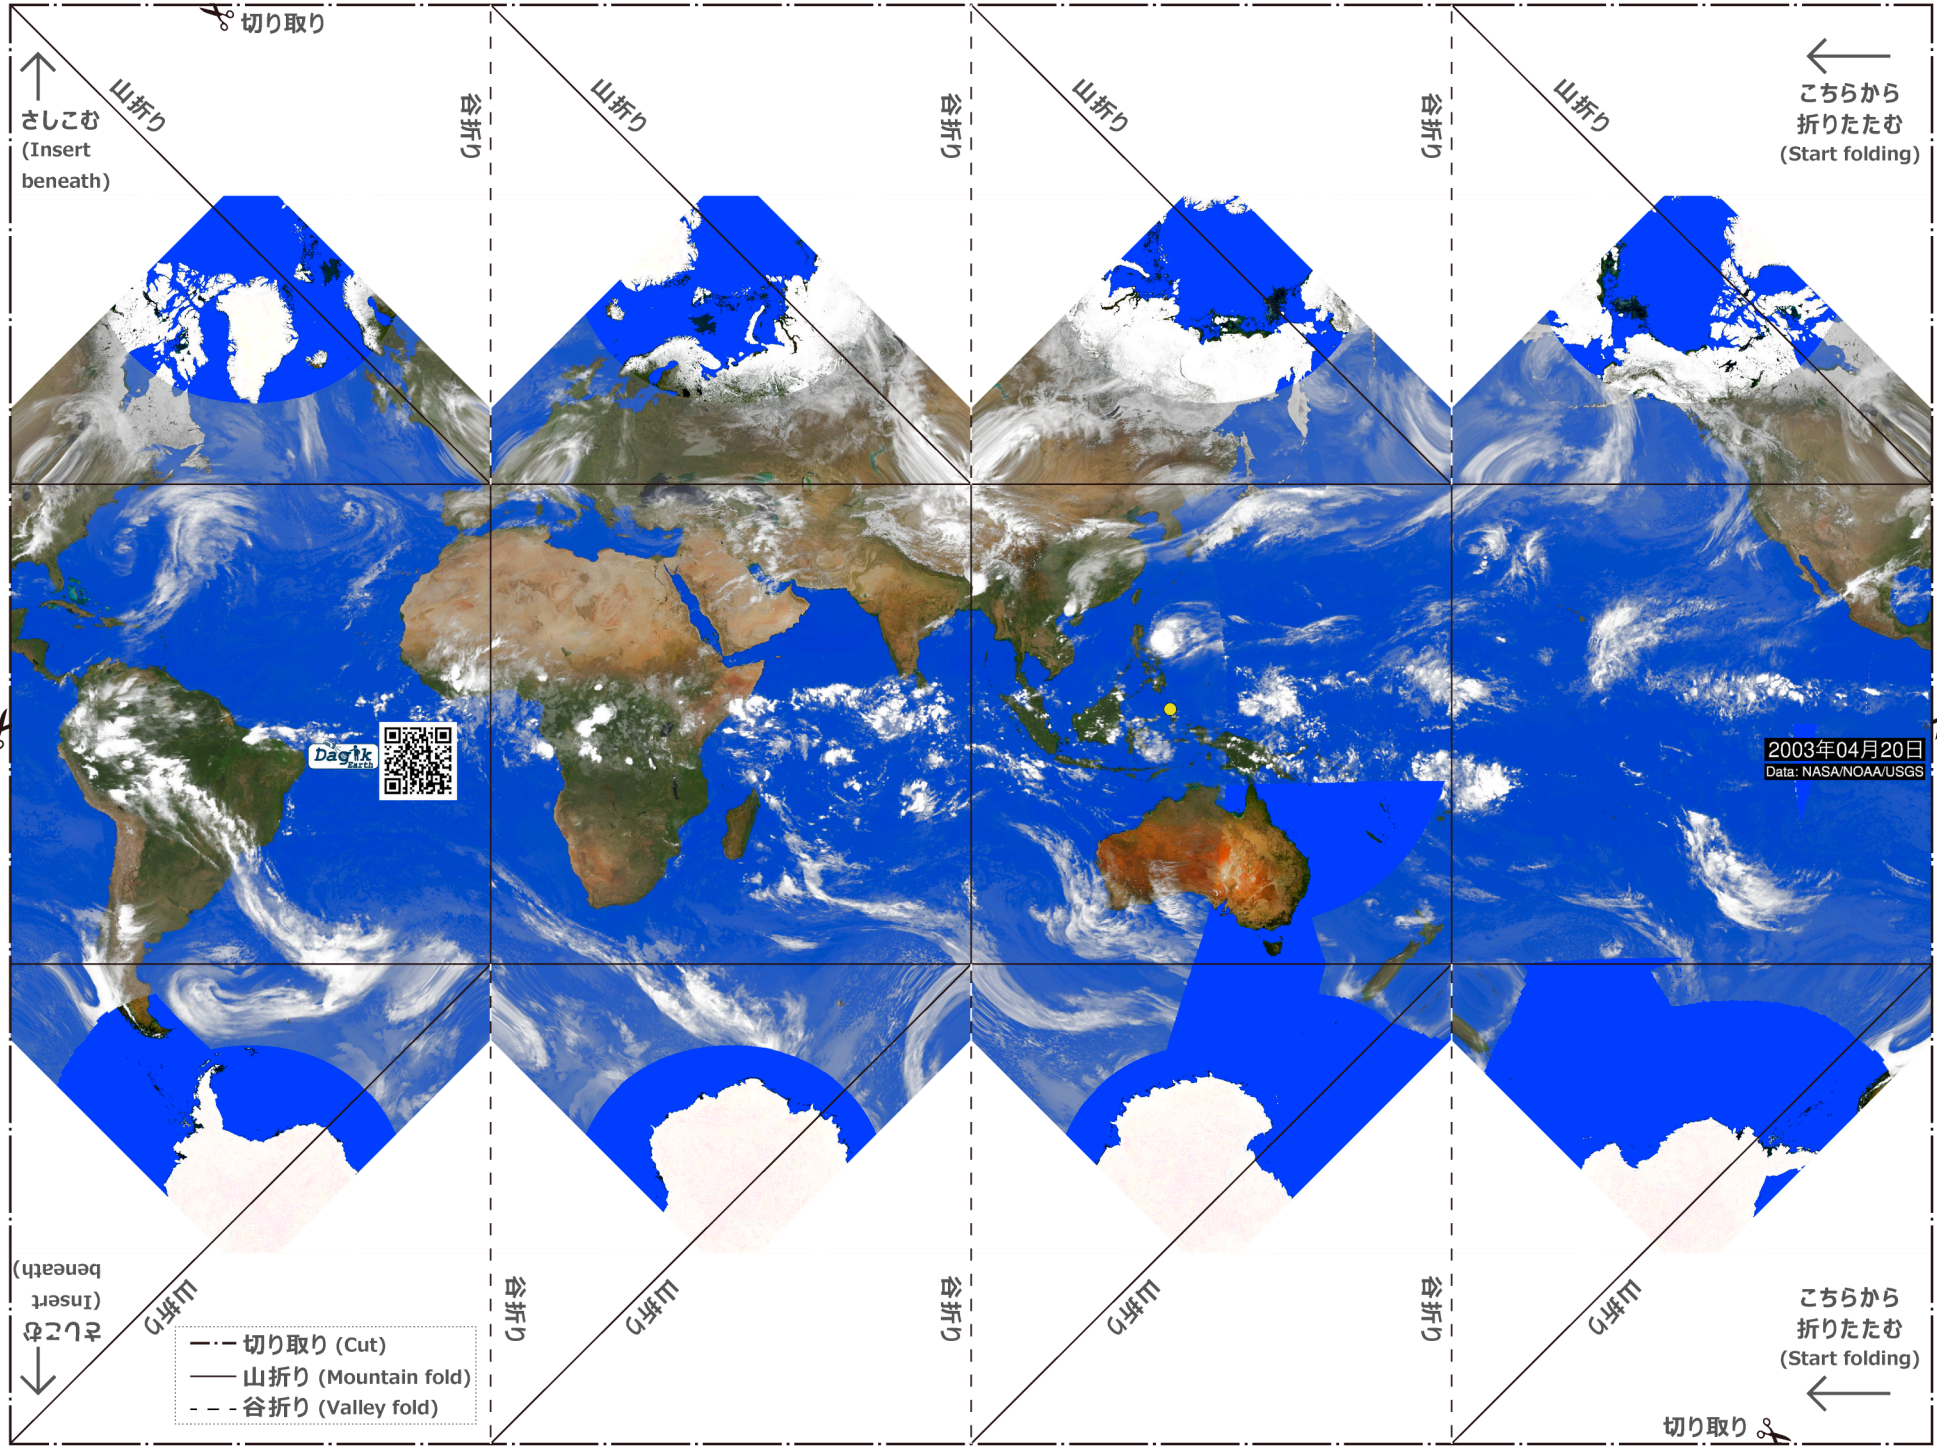 切り取り
さしこむ
(Insert
beneath)
山折り
谷折り
山折り
谷折り
山折り
谷折り
山折り
こちらから
折りたたむ
(Start folding)
Dagik
Earth
2003年04月20日
Data: NASA/NOAA/USGS
さしこむ
(Insert
beneath)
山折り
谷折り
山折り
谷折り
山折り
谷折り
山折り
こちらから
折りたたむ
(Start folding)
切り取り (Cut)
山折り (Mountain fold)
谷折り (Valley fold)
切り取り